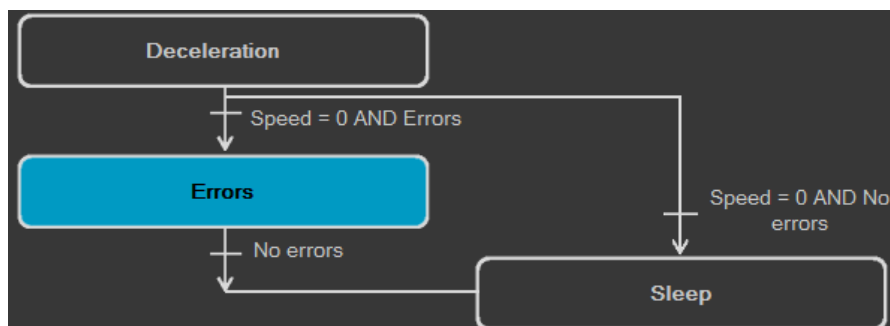 Deceleration
Speed = 0 AND Errors
Errors
Speed = 0 AND No
errors
No errors
Sleep